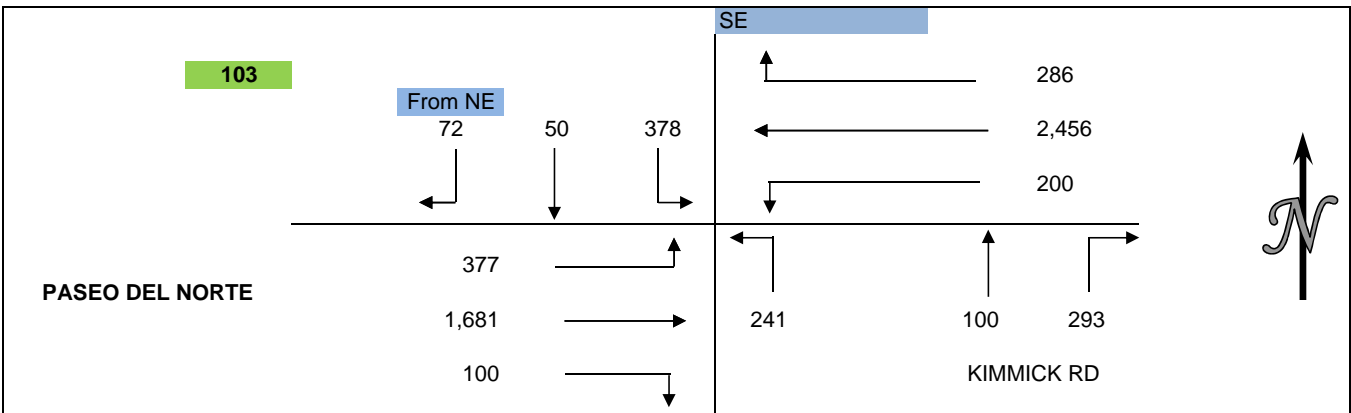 SE
103
286
From NE
72 50 378
2,456
200
N
377
PASEO DEL NORTE
1,681
241 100 293
100
KIMMICK RD